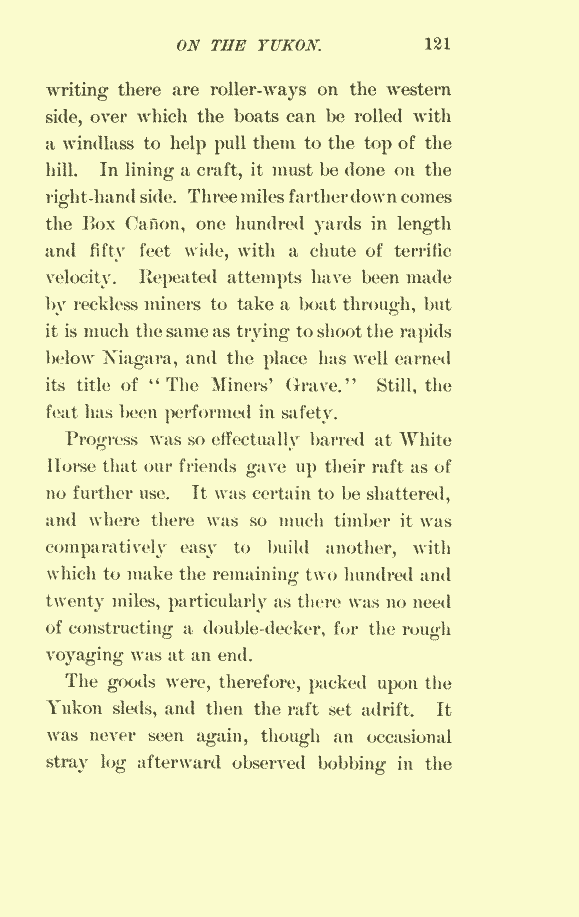 ON THE YUKON. 121
writing there are roller-ways on the western
side, over which the boats can be rolled with
a windlass to help pull them to the top of the
hill. In lining a craft, it must be done on the
right-hand side. Three miles farther down comes
the Box Cañon, one hundred yards in length
and fifty feet wide, with a chute of terrific
velocity. Repeated attempts have been made
by reckless miners to take a boat through, but
it is much the same as trying to shoot the rapids
below Niagara, and the place has well earned
its title of “The Miners’ Grave.” Still, the
feat has been performed in safety.
Progress was so effectually barred at White
Horse that our friends gave up their raft as of
no further use. It was certain to be shattered,
and where there was so much timber it was
comparatively easy to build another, with
which to make the remaining two hundred and
twenty miles, particularly as there was no need
of constructing a double-decker, for the rough
voyaging was at an end.
The goods were, therefore, packed upon the
Yukon sleds, and then the raft set adrift. It
was never seen again, though an occasional
stray log afterward observed bobbing in the